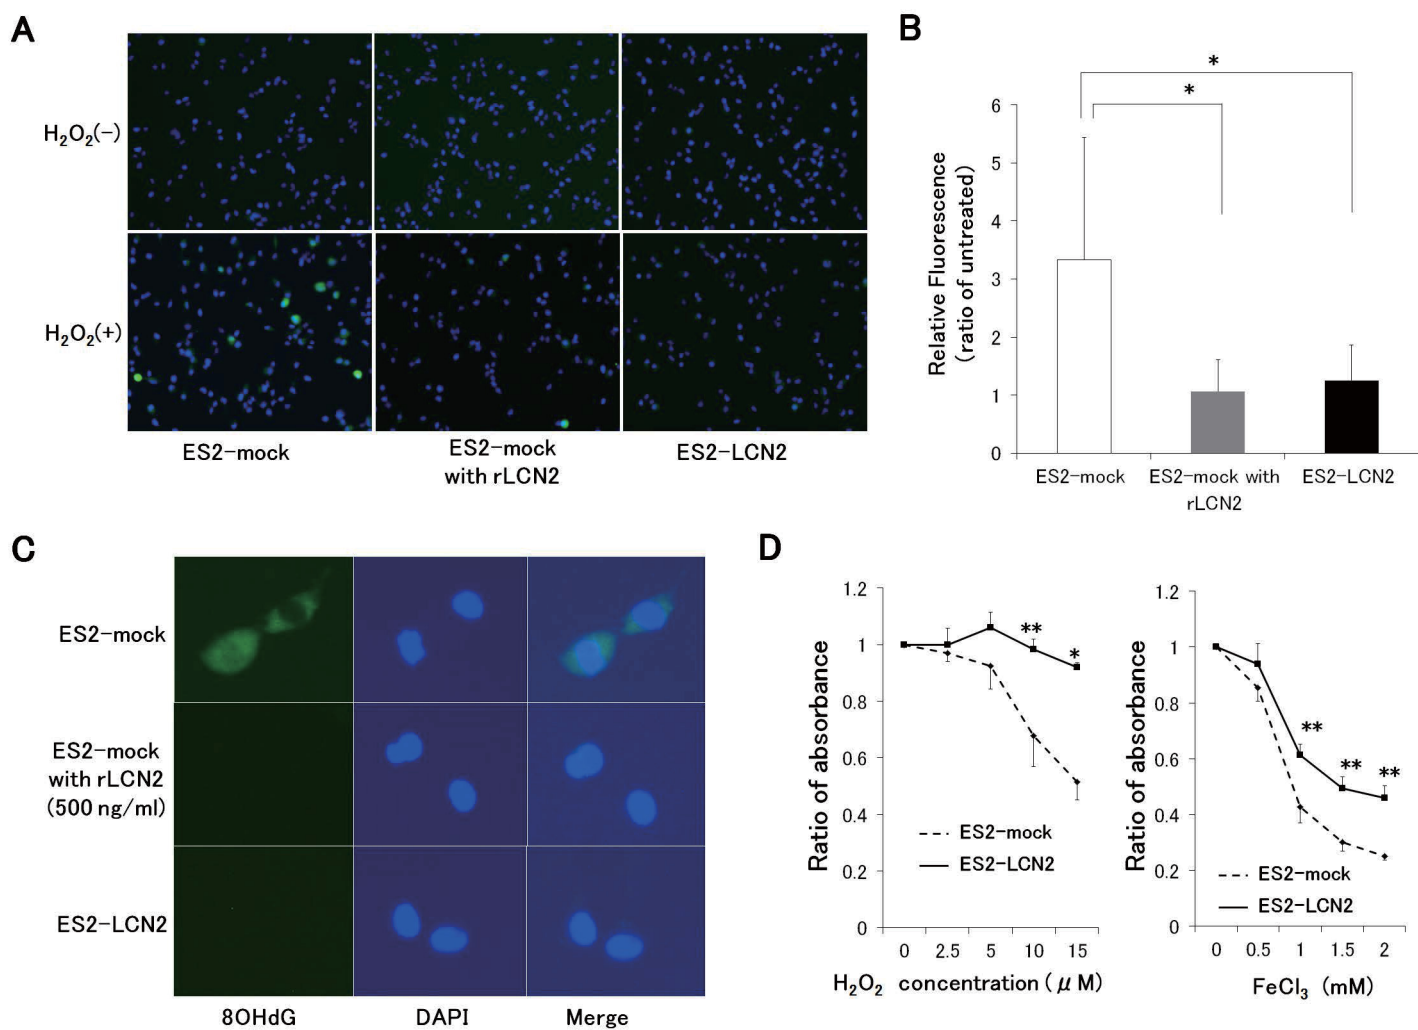 A
H₂O₂(−)
H₂O₂(+)
ES2-mock
ES2-mock
with rLCN2
ES2-LCN2
B
*
*
Relative Fluorescence
(ratio of untreated)
6
5
4
3
2
1
0
ES2-mock
ES2-mock with
rLCN2
ES2-LCN2
C
ES2-mock
ES2-mock
with rLCN2
(500 ng/ml)
ES2-LCN2
8OHdG
DAPI
Merge
D
Ratio of absorbance
1.2
1
0.8
0.6
0.4
0.2
0
**
*
ES2-mock
ES2-LCN2
0 2.5 5 10 15
H₂O₂ concentration (μM)
Ratio of absorbance
1.2
1
0.8
0.6
0.4
0.2
0
**
**
**
ES2-mock
ES2-LCN2
0 0.5 1 1.5 2
FeCl₃ (mM)